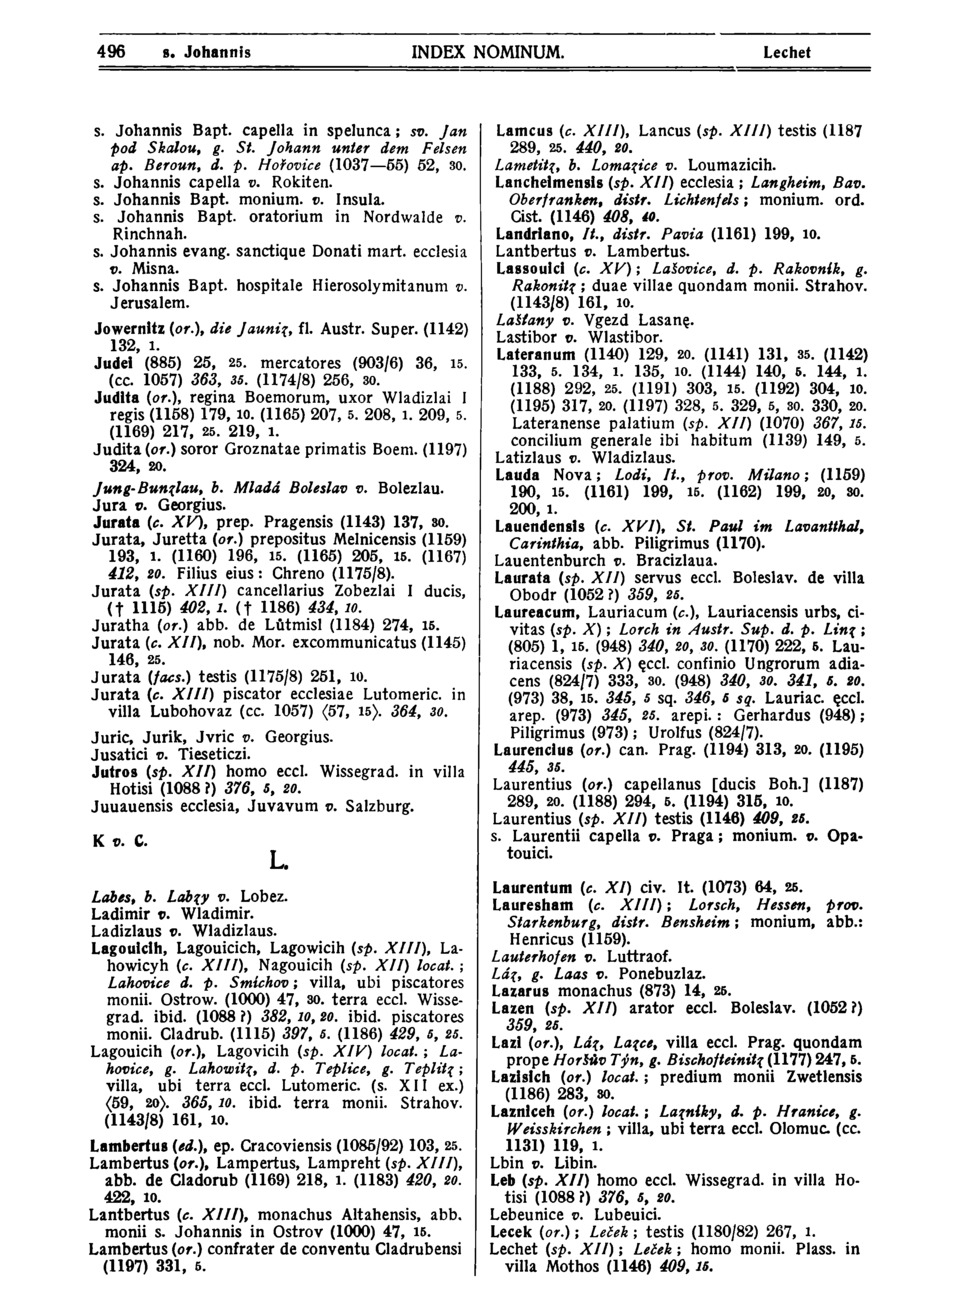 496 s. Johannis INDEX NOMINUM. Lechet
s. Johannis Bapt. capella in spelunca; sv. Jan
pod Skalou, g. St. Johann unter dem Felsen
ap. Beroun, d. p. Hořovice (1037—55) 52, 30.
s. Johannis capella v. Rokiten.
s. Johannis Bapt. monium. v. Insula.
s. Johannis Bapt. oratorium in Nordwalde v.
Rinchnah.
s. Johannis evang. sanctique Donati mart. ecclesia
v. Misna.
s. Johannis Bapt. hospitale Hierosolymitanum v.
Jerusalem.
Jowernitz (or.), die Jauniz, fl. Austr. Super. (1142)
132, 1.
Judei (885) 25, 25. mercatores (903/6) 36, 15.
(cc. 1057) 363, 35. (1174/8) 256, 30.
Judita (or.), regina Boemorum, uxor Wladizlai I
regis (1158) 179, 10. (1165) 207, 5. 208, 1. 209, 5.
(1169) 217, 25. 219, 1.
Judita (or.) soror Groznatae primatis Boem. (1197)
324, 20.
Jung-Bunzlau, b. Mladá Boleslav v. Bolezlau.
Jura v. Georgius.
Jurata (c. XV), prep. Pragensis (1143) 137, 30.
Jurata, Juretta (or.) prepositus Melnicensis (1159)
193, 1. (1160) 196, 15. (1165) 205, 15. (1167)
412, 20. Filius eius: Chreno (1175/8).
Jurata (sp. XIII) cancellarius Zobezlai I ducis,
(† 1115) 402, 1. († 1186) 434, 10.
Juratha (or.) abb. de Lûtmisl (1184) 274, 15.
Jurata (c. XII), nob. Mor. excommunicatus (1145)
146, 25.
Jurata (facs.) testis (1175/8) 251, 10.
Jurata (c. XIII) piscator ecclesiae Lutomeric. in
villa Lubohovaz (cc. 1057) ⟨57, 15⟩. 364, 30.
Juric, Jurik, Jvric v. Georgius.
Jusatici v. Tieseticzi.
Jutros (sp. XII) homo eccl. Wissegrad. in villa
Hotisi (1088?) 376, 5, 20.
Juuauensis ecclesia, Juvavum v. Salzburg.
K v. C.
L.
Labes, b. Labzy v. Lobez.
Ladimir v. Wladimir.
Ladizlaus v. Wladizlaus.
Lagouicih, Lagouicich, Lagowicih (sp. XIII), La-
howicyh (c. XIII), Nagouicih (sp. XII) locat.;
Lahovice d. p. Smíchov; villa, ubi piscatores
monii. Ostrow. (1000) 47, 30. terra eccl. Wisse-
grad. ibid. (1088?) 382, 10, 20. ibid. piscatores
monii. Cladrub. (1115) 397, 5. (1186) 429, 5, 25.
Lagouicih (or.), Lagovicih (sp. XIV) locat.; La-
hovice, g. Lahowitz, d. p. Teplice, g. Teplitz;
villa, ubi terra eccl. Lutomeric. (s. XII ex.)
⟨59, 20⟩. 365, 10. ibid. terra monii. Strahov.
(1143/8) 161, 10.
Lambertus (ed.), ep. Cracoviensis (1085/92) 103, 25.
Lambertus (or.), Lampertus, Lampreht (sp. XIII),
abb. de Cladorub (1169) 218, 1. (1183) 420, 20.
422, 10.
Lantbertus (c. XIII), monachus Altahensis, abb.
monii s. Johannis in Ostrov (1000) 47, 15.
Lambertus (or.) confrater de conventu Cladrubensi
(1197) 331, 5.
Lamcus (c. XIII), Lancus (sp. XIII) testis (1187
289, 25. 440, 20.
Lametitz, b. Lomazice v. Loumazicih.
Lancheimensis (sp. XII) ecclesia; Langheim, Bav.
Oberfranken, distr. Lichtenfels; monium. ord.
Cist. (1146) 408, 40.
Landriano, It., distr. Pavia (1161) 199, 10.
Lantbertus v. Lambertus.
Lassouici (c. XV); Lašovice, d. p. Rakovník, g.
Rakonitz; duae villae quondam monii. Strahov.
(1143/8) 161, 10.
Lašťany v. Vgezd Lasanę.
Lastibor v. Wlastibor.
Lateranum (1140) 129, 20. (1141) 131, 35. (1142)
133, 5. 134, 1. 135, 10. (1144) 140, 5. 144, 1.
(1188) 292, 25. (1191) 303, 15. (1192) 304, 10.
(1195) 317, 20. (1197) 328, 5. 329, 5, 30. 330, 20.
Lateranense palatium (sp. XII) (1070) 367, 15.
concilium generale ibi habitum (1139) 149, 5.
Latizlaus v. Wladizlaus.
Lauda Nova; Lodi, It., prov. Milano; (1159)
190, 15. (1161) 199, 15. (1162) 199, 20, 30.
200, 1.
Lauendensis (c. XVI), St. Paul im Lavantthal,
Carinthia, abb. Piligrimus (1170).
Lauentenburch v. Bracizlaua.
Laurata (sp. XII) servus eccl. Boleslav. de villa
Obodr (1052?) 359, 25.
Laureacum, Lauriacum (c.), Lauriacensis urbs, ci-
vitas (sp. X); Lorch in Austr. Sup. d. p. Linz;
(805) 1, 15. (948) 340, 20, 30. (1170) 222, 5. Lau-
riacensis (sp. X) ęccl. confinio Ungrorum adia-
cens (824/7) 333, 30. (948) 340, 30. 341, 5. 20.
(973) 38, 15. 345, 5 sq. 346, 5 sq. Lauriac. ęccl.
arep. (973) 345, 25. arepi.: Gerhardus (948);
Piligrimus (973); Urolfus (824/7).
Laurencius (or.) can. Prag. (1194) 313, 20. (1195)
445, 35.
Laurentius (or.) capellanus [ducis Boh.] (1187)
289, 20. (1188) 294, 5. (1194) 315, 10.
Laurentius (sp. XII) testis (1146) 409, 25.
s. Laurentii capella v. Praga; monium. v. Opa-
touici.
Laurentum (c. XI) civ. It. (1073) 64, 25.
Lauresham (c. XIII); Lorsch, Hessen, prov.
Starkenburg, distr. Bensheim; monium, abb.:
Henricus (1159).
Lauterhofen v. Luttraof.
Láz, g. Laas v. Ponebuzlaz.
Lazarus monachus (873) 14, 25.
Lazen (sp. XII) arator eccl. Boleslav. (1052?)
359, 25.
Lazi (or.), Láz, Lazce, villa eccl. Prag. quondam
prope Horšův Týn, g. Bischofteinitz (1177) 247, 5.
Lazisich (or.) locat.; predium monii Zwetlensis
(1186) 283, 30.
Lazniceh (or.) locat.; Lazníky, d. p. Hranice, g.
Weisskirchen; villa, ubi terra eccl. Olomuc. (cc.
1131) 119, 1.
Lbin v. Libin.
Leb (sp. XII) homo eccl. Wissegrad. in villa Ho-
tisi (1088?) 376, 5, 20.
Lebeunice v. Lubeuici.
Lecek (or.); Leček; testis (1180/82) 267, 1.
Lechet (sp. XII); Leček; homo monii. Plass. in
villa Mothos (1146) 409, 15.